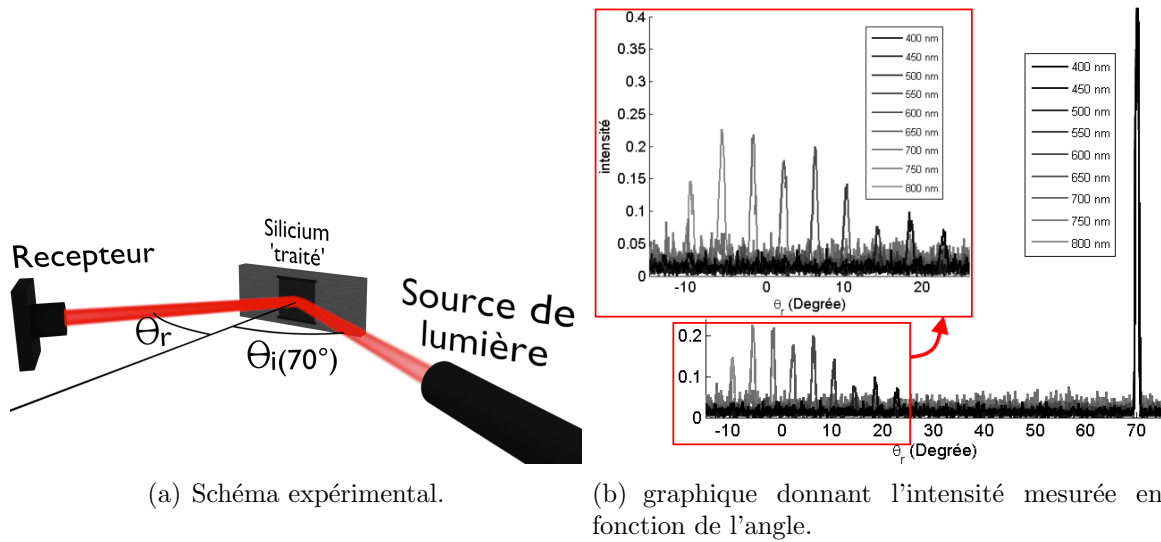 Recepteur
Silicium
'traité'
Source de
lumière
Θr
Θi(70°)
(a) Schéma expérimental.
0.4
0.35
0.3
0.25
0.2
0.15
0.1
0.05
0
intensité
-10
0
10
20
θr (Degrée)
400 nm
450 nm
500 nm
550 nm
600 nm
650 nm
700 nm
750 nm
800 nm
400 nm
450 nm
500 nm
550 nm
600 nm
650 nm
700 nm
750 nm
800 nm
0.2
0.1
0
-10
0
10
20
30
40
50
60
70
θr (Degrée)
(b) graphique donnant l'intensité mesurée en
fonction de l'angle.